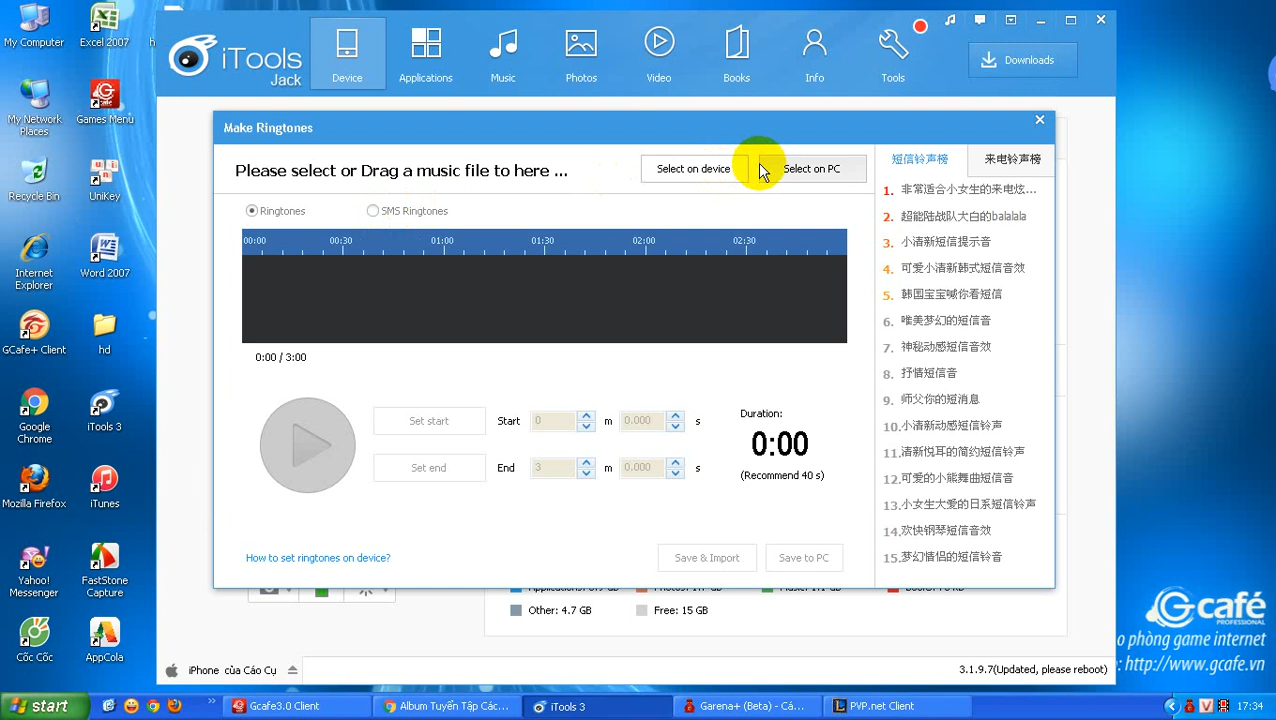 My Computer
Excel 2007
My Network
Places
Games Menu
Recycle Bin
UniKey
Internet
Explorer
Word 2007
GCafe+ Client
hd
Google
Chrome
iTools 3
Mozilla Firefox
iTunes
Yahoo!
Messenger
FastStone
Capture
Cốc Cốc
AppCola
iTools
Jack
Device
Applications
Music
Photos
Video
Books
Info
Tools
Downloads
Make Ringtones
Please select or Drag a music file to here ...
Select on device
Select on PC
Ringtones
SMS Ringtones
00:00 00:30 01:00 01:30 02:00 02:30
0:00 / 3:00
Set start
Start 0 m 0.000 s
Set end
End 3 m 0.000 s
Duration:
0:00
(Recommend 40 s)
How to set ringtones on device?
Save & Import
Save to PC
短信铃声榜
来电铃声榜
1. 非常适合小女生的来电炫...
2. 超能陆战队大白的balalala
3. 小清新短信提示音
4. 可爱小清新韩式短信音效
5. 韩国宝宝喊你看短信
6. 唯美梦幻的短信音
7. 神秘动感短信音效
8. 抒情短信音
9. 师父你的短消息
10. 小清新动感短信铃声
11. 清新悦耳的简约短信铃声
12. 可爱的小熊舞曲短信音
13. 小女生大爱的日系短信铃声
14. 欢快钢琴短信音效
15. 梦幻情侣的短信铃音
Other: 4.7 GB
Free: 15 GB
iPhone của Cáo Cụ
3.1.9.7(Updated, please reboot)
Gcafé
PROFESSIONAL
o phòng game internet
: http://www.gcafe.vn
start
Gcafe3.0 Client
Album Tuyển Tập Các...
iTools 3
Garena+ (Beta) - Cá...
PVP.net Client
17:34